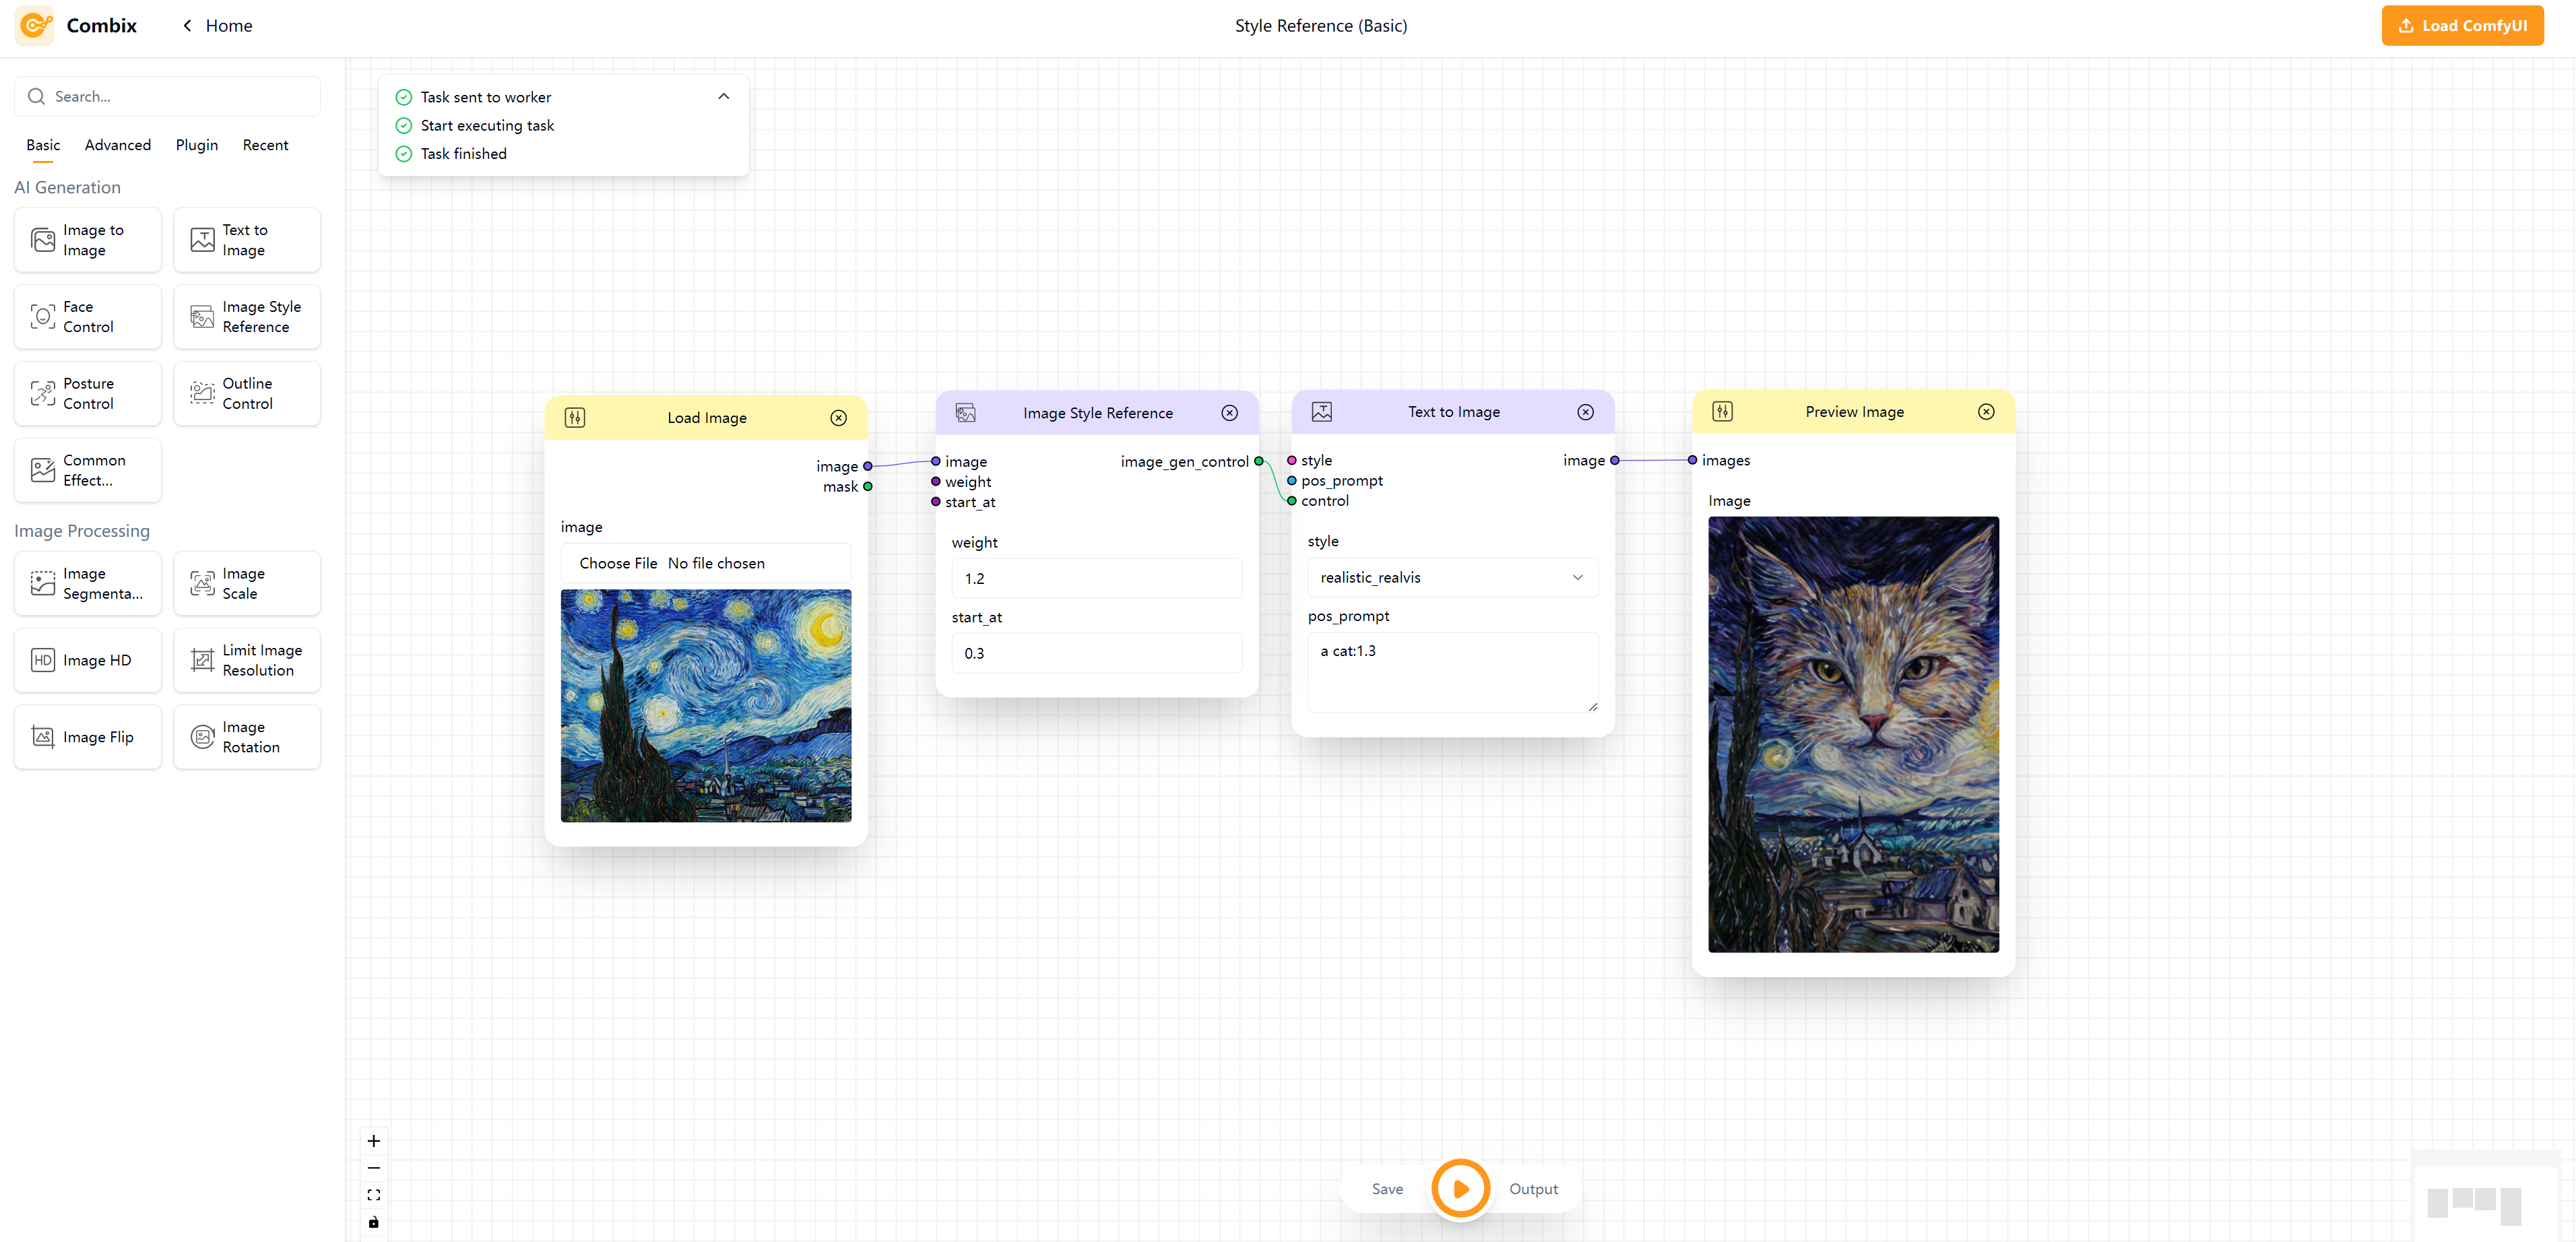 Combix
Home
Style Reference (Basic)
Load ComfyUI
Search...
Basic
Advanced
Plugin
Recent
AI Generation
Image to
Image
Text to
Image
Face
Control
Image Style
Reference
Posture
Control
Outline
Control
Common
Effect...
Image Processing
Image
Segmenta...
Image
Scale
HD
Image HD
Limit Image
Resolution
Image Flip
Image
Rotation
Task sent to worker
Start executing task
Task finished
Load Image
image
mask
image
Choose File No file chosen
Image Style Reference
image
image_gen_control
weight
start_at
weight
1.2
start_at
0.3
Text to Image
style
image
pos_prompt
control
style
realistic_realvis
pos_prompt
a cat:1.3
Preview Image
images
Image
Save
Output